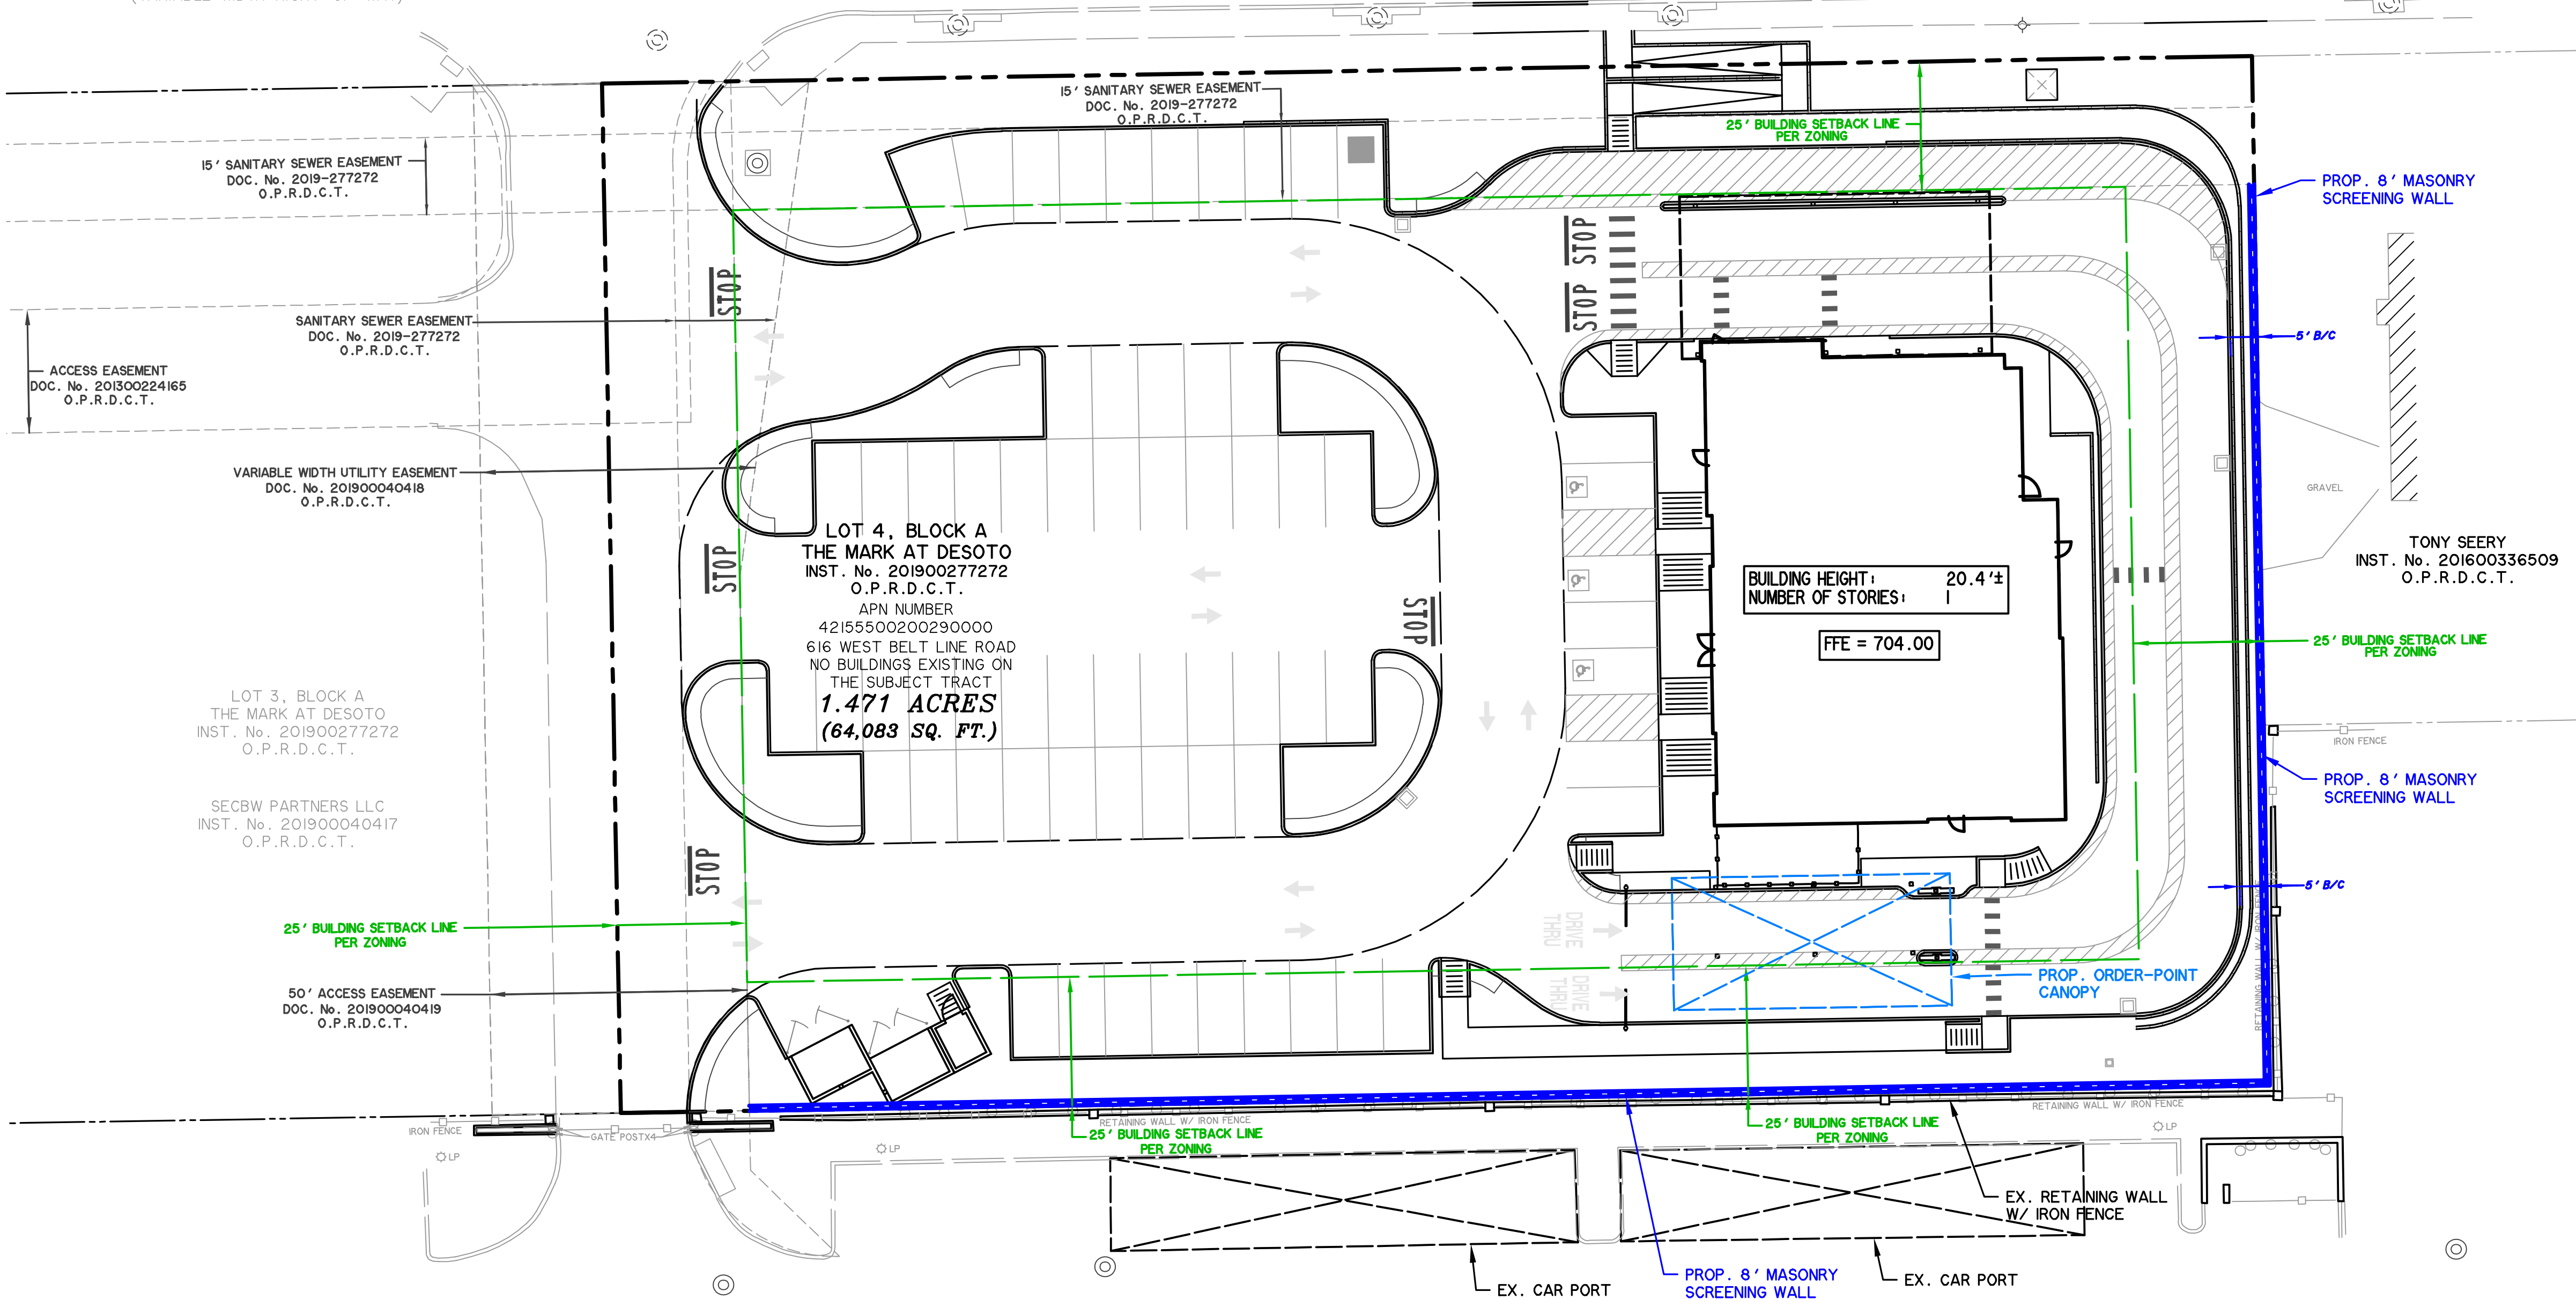 15' SANITARY SEWER EASEMENT
DOC. No. 2019-277272
O.P.R.D.C.T.
25' BUILDING SETBACK LINE
PER ZONING
15' SANITARY SEWER EASEMENT
DOC. No. 2019-277272
O.P.R.D.C.T.
PROP. 8' MASONRY
SCREENING WALL
STOP
STOP
STOP
SANITARY SEWER EASEMENT
DOC. No. 2019-277272
O.P.R.D.C.T.
5' B/C
ACCESS EASEMENT
DOC. No. 201300224165
O.P.R.D.C.T.
VARIABLE WIDTH UTILITY EASEMENT
DOC. No. 201900040418
O.P.R.D.C.T.
GRAVEL
LOT 4, BLOCK A
THE MARK AT DESOTO
INST. No. 201900277272
O.P.R.D.C.T.
APN NUMBER
42155500200290000
616 WEST BELT LINE ROAD
NO BUILDINGS EXISTING ON
THE SUBJECT TRACT
1.471 ACRES
(64,083 SQ. FT.)
STOP
STOP
BUILDING HEIGHT: 20.4'±
NUMBER OF STORIES: 1
FFE = 704.00
TONY SEERY
INST. No. 201600336509
O.P.R.D.C.T.
25' BUILDING SETBACK LINE
PER ZONING
LOT 3, BLOCK A
THE MARK AT DESOTO
INST. No. 201900277272
O.P.R.D.C.T.
IRON FENCE
PROP. 8' MASONRY
SCREENING WALL
SECBW PARTNERS LLC
INST. No. 201900040417
O.P.R.D.C.T.
STOP
5' B/C
25' BUILDING SETBACK LINE
PER ZONING
DRIVE
THRU
DRIVE
THRU
PROP. ORDER-POINT
CANOPY
RETAINING WALL W/ IRON FENCE
50' ACCESS EASEMENT
DOC. No. 201900040419
O.P.R.D.C.T.
IRON FENCE
GATE POSTX4
RETAINING WALL W/ IRON FENCE
RETAINING WALL W/ IRON FENCE
25' BUILDING SETBACK LINE
PER ZONING
25' BUILDING SETBACK LINE
PER ZONING
LP
LP
LP
EX. RETAINING WALL
W/ IRON FENCE
EX. CAR PORT
PROP. 8' MASONRY
SCREENING WALL
EX. CAR PORT